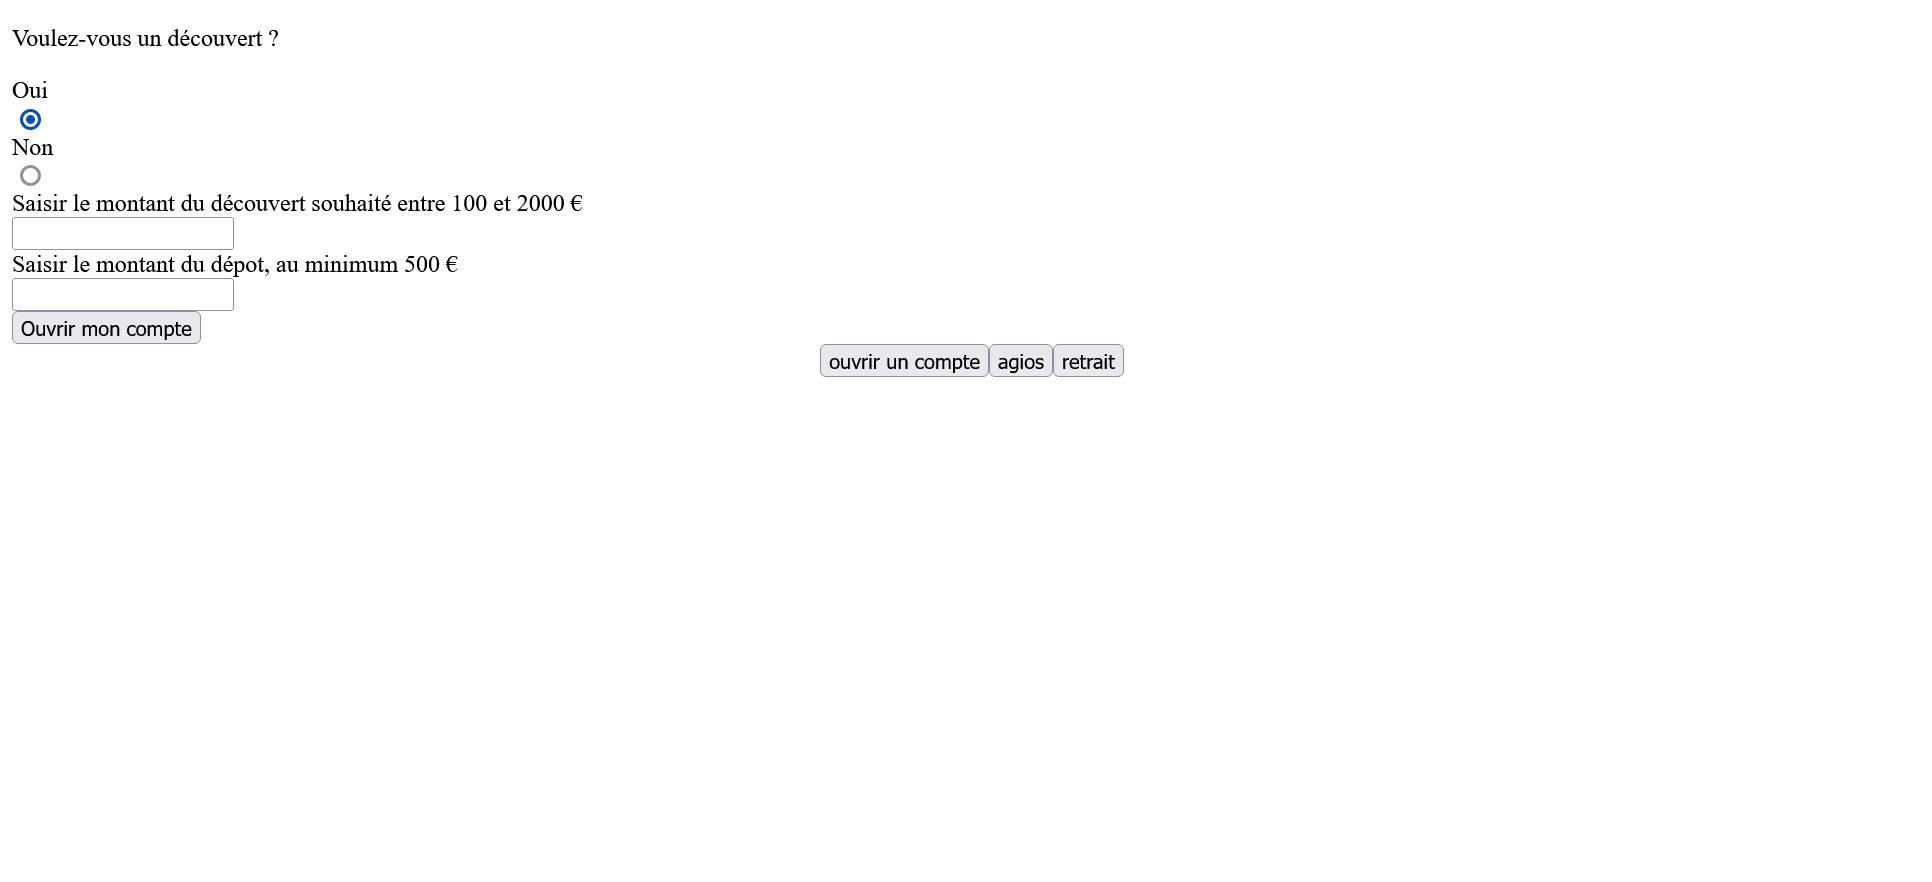 Voulez-vous un découvert ?
Oui
Non
Saisir le montant du découvert souhaité entre 100 et 2000 €
Saisir le montant du dépot, au minimum 500 €
Ouvrir mon compte
ouvrir un compte agios retrait